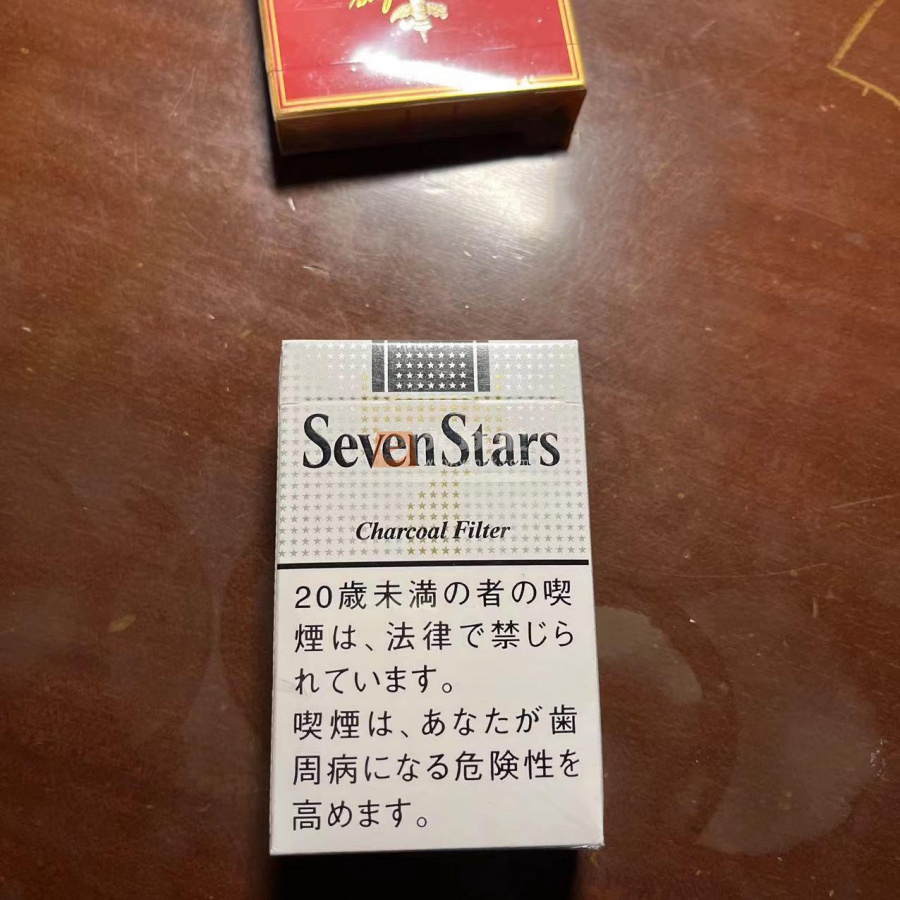 Seven Stars
Charcoal Filter
20歳未満の者の喫
煙は、法律で禁じら
れています。
喫煙は、あなたが歯
周病になる危険性を
高めます。